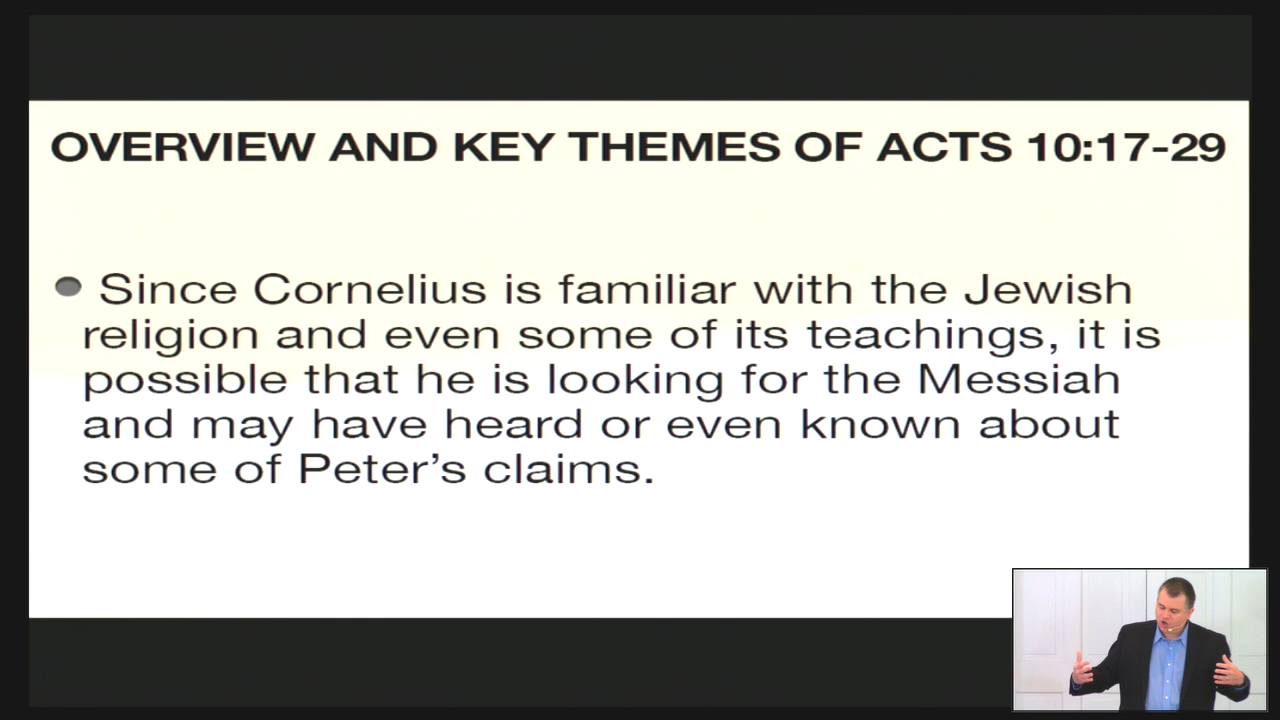 OVERVIEW AND KEY THEMES OF ACTS 10:17-29
Since Cornelius is familiar with the Jewish
religion and even some of its teachings, it is
possible that he is looking for the Messiah
and may have heard or even known about
some of Peter’s claims.